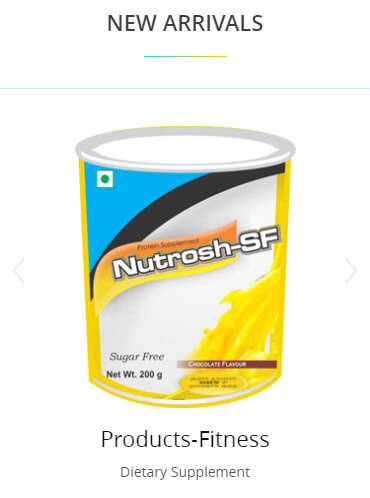 NEW ARRIVALS
Protein Supplement
Nutrosh-SF
Sugar Free
CHOCOLATE FLAVOUR
Net Wt. 200 g
Products-Fitness
Dietary Supplement